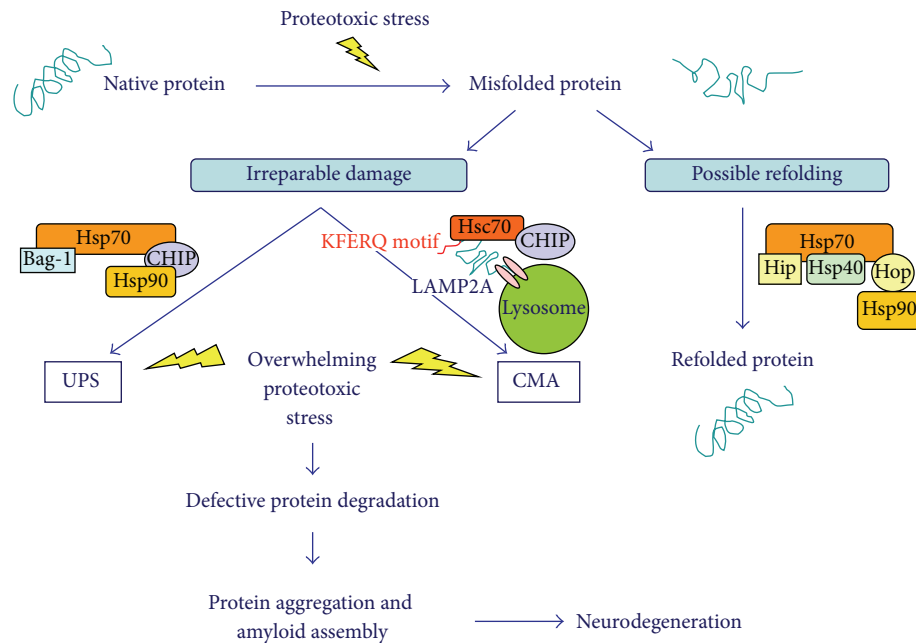 Proteotoxic stress
Native protein
Misfolded protein
Irreparable damage
Possible refolding
Hsp70
Bag-1
CHIP
Hsp90
KFERQ motif
Hsc70
CHIP
LAMP2A
Lysosome
Hsp70
Hip
Hsp40
Hop
Hsp90
UPS
Overwhelming
proteotoxic
stress
CMA
Refolded protein
Defective protein degradation
Protein aggregation and
amyloid assembly
Neurodegeneration